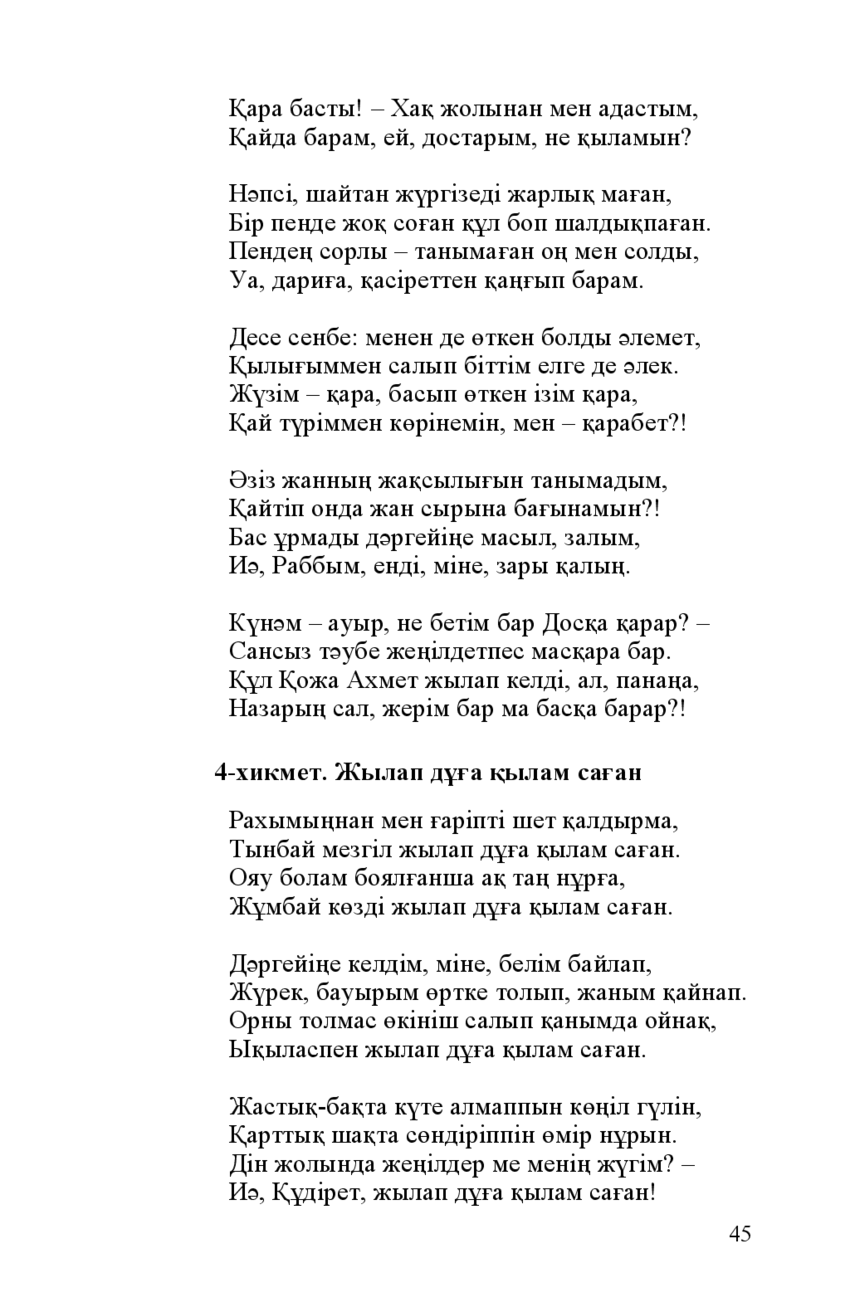 Қара басты! – Хақ жолынан мен адастым,
Қайда барам, ей, достарым, не қыламын?
Нәпсі, шайтан жүргізеді жарлық маған,
Бір пенде жоқ соған құл боп шалдықпаған.
Пендең сорлы – танымаған оң мен солды,
Уа, дариға, қасіреттен қаңғып барам.
Десе сенбе: менен де өткен болды әлемет,
Қылығыммен салып біттім елге де әлек.
Жүзім – қара, басып өткен ізім қара,
Қай түріммен көрінемін, мен – қарабет?!
Әзіз жанның жақсылығын танымадым,
Қайтіп онда жан сырына бағынамын?!
Бас ұрмады дәргейіңе масыл, залым,
Иә, Раббым, енді, міне, зары қалың.
Күнәм – ауыр, не бетім бар Досқа қарар? –
Сансыз тәубе жеңілдетпес масқара бар.
Құл Қожа Ахмет жылап келді, ал, панаңа,
Назарың сал, жерім бар ма басқа барар?!
4-хикмет. Жылап дұға қылам саған
Рахымыңнан мен ғаріпті шет қалдырма,
Тынбай мезгіл жылап дұға қылам саған.
Ояу болам боялғанша ақ таң нұрға,
Жұмбай көзді жылап дұға қылам саған.
Дәргейіңе келдім, міне, белім байлап,
Жүрек, бауырым өртке толып, жаным қайнап.
Орны толмас өкініш салып қанымда ойнақ,
Ықыласпен жылап дұға қылам саған.
Жастық-бақта күте алмаппын көңіл гүлін,
Қарттық шақта сөндіріппін өмір нұрын.
Дін жолында жеңілдер ме менің жүгім? –
Иә, Құдірет, жылап дұға қылам саған!
45